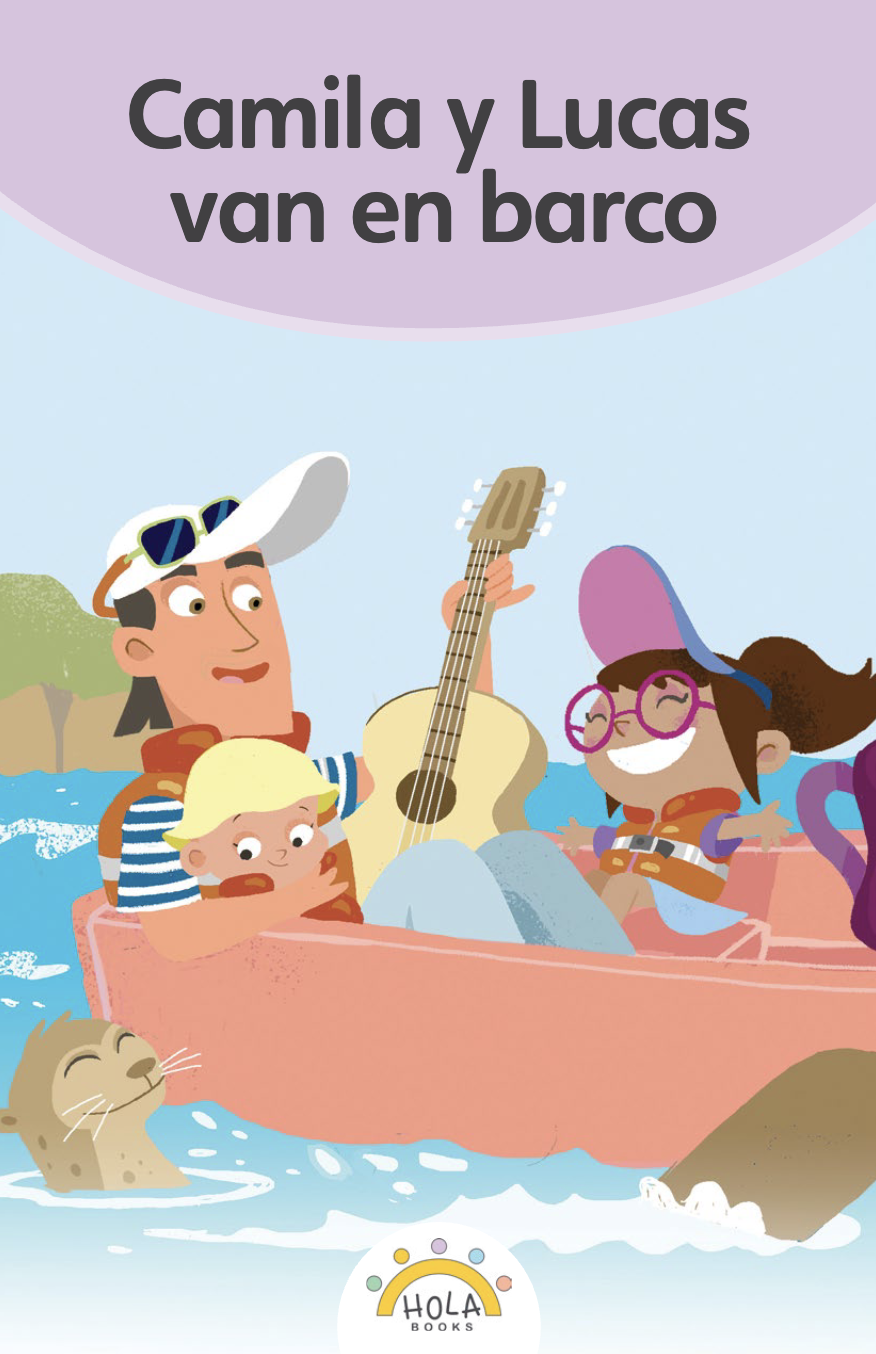 Camila y Lucas
van en barco
HOLA
BOOKS